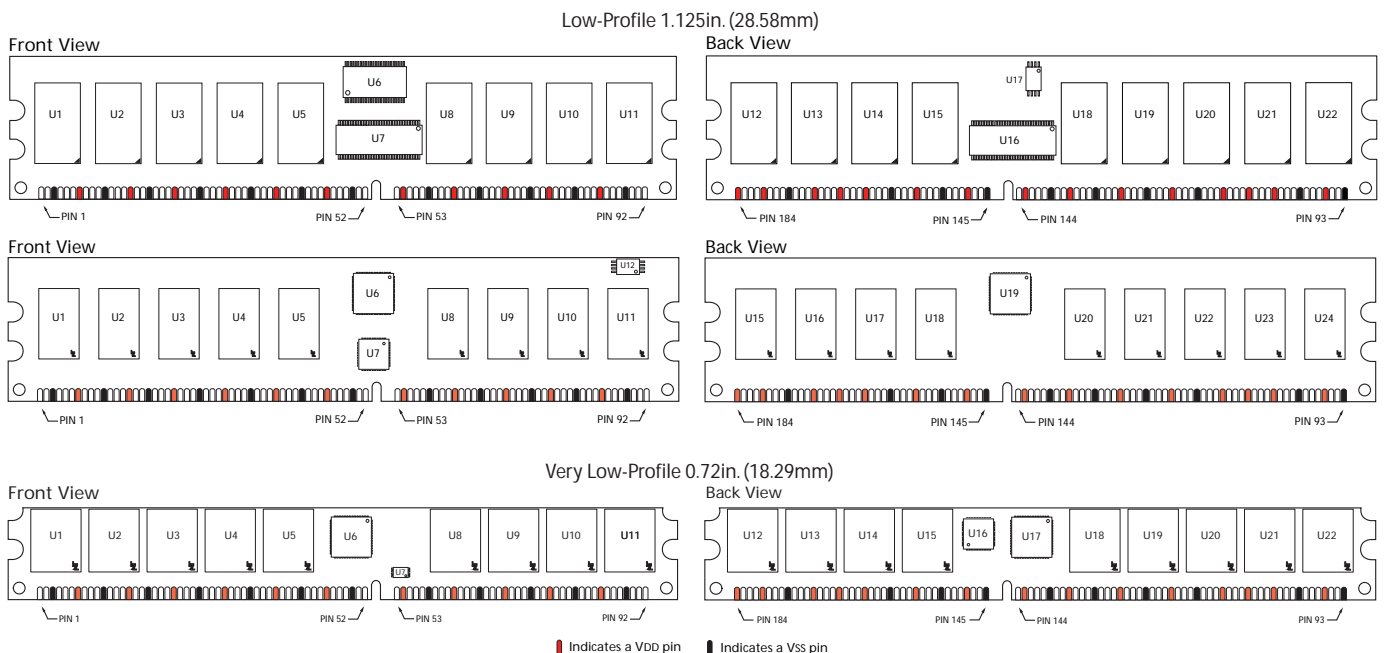 Low-Profile 1.125in. (28.58mm)
Front View
Back View
U6
U17
U1 U2 U3 U4 U5 U8 U9 U10 U11
U7
U12 U13 U14 U15 U18 U19 U20 U21 U22
U16
PIN 1 PIN 52 PIN 53 PIN 92
PIN 184 PIN 145 PIN 144 PIN 93
Front View
Back View
U12
U6
U1 U2 U3 U4 U5 U8 U9 U10 U11
U7
U19
U15 U16 U17 U18 U20 U21 U22 U23 U24
PIN 1 PIN 52 PIN 53 PIN 92
PIN 184 PIN 145 PIN 144 PIN 93
Very Low-Profile 0.72in. (18.29mm)
Front View
Back View
U1 U2 U3 U4 U5 U6 U8 U9 U10 U11
U7
U12 U13 U14 U15 U16 U17 U18 U19 U20 U21 U22
PIN 1 PIN 52 PIN 53 PIN 92
PIN 184 PIN 145 PIN 144 PIN 93
Indicates a VDD pin Indicates a VSS pin